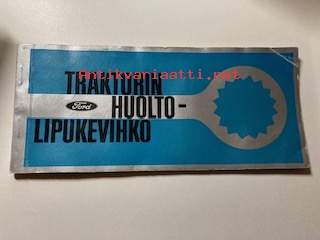 TRAKTORIN
Antikvariaatti.net
Ford HUOLTO-
LIPUKEVIHKO